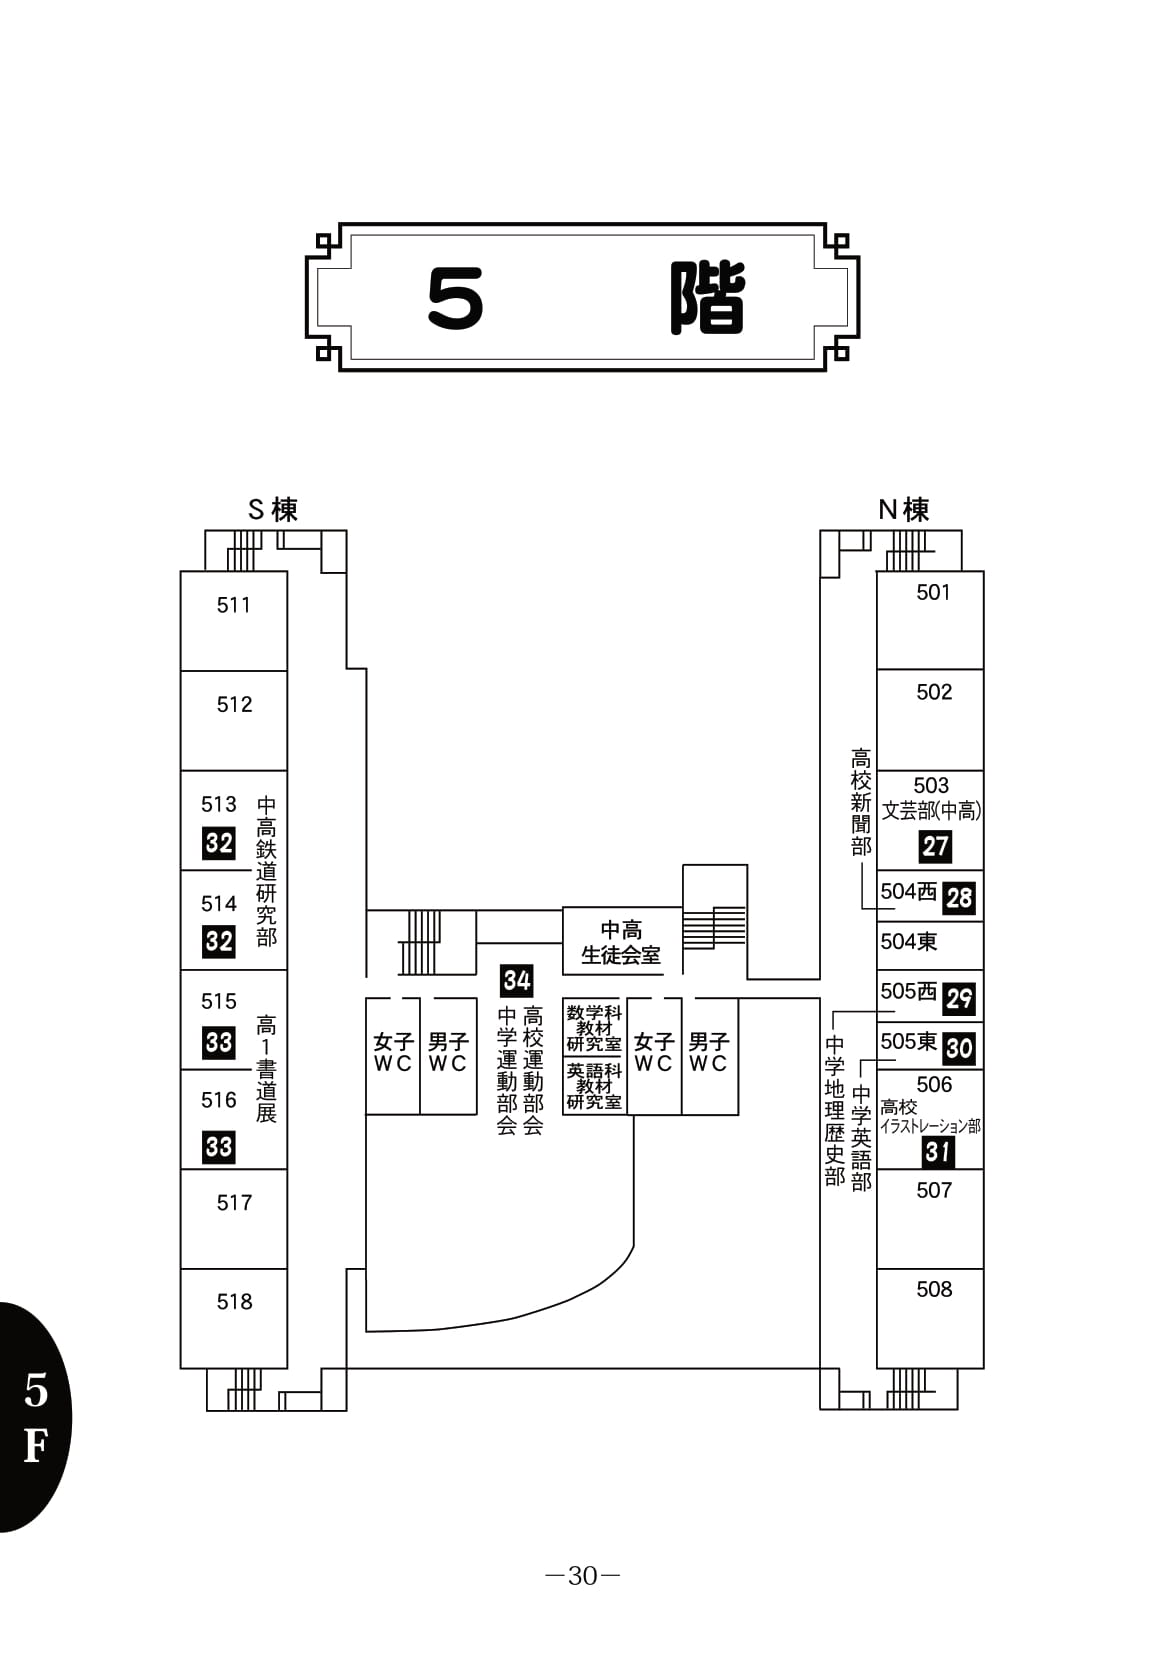 5 階
S棟
N棟
511
512
513
32
514
32
中高鉄道研究部
515
33
516
33
高1書道展
517
518
中高
生徒会室
34
高校運動部会
中学運動部会
女子
WC
男子
WC
数学科
教材
研究室
英語科
教材
研究室
女子
WC
男子
WC
501
502
503
文芸部(中高)
27
高校新聞部
504西 28
504東
505西 29
中学地理歴史部
505東 30
中学英語部
506
高校
イラストレーション部
31
507
508
5
F
—30—